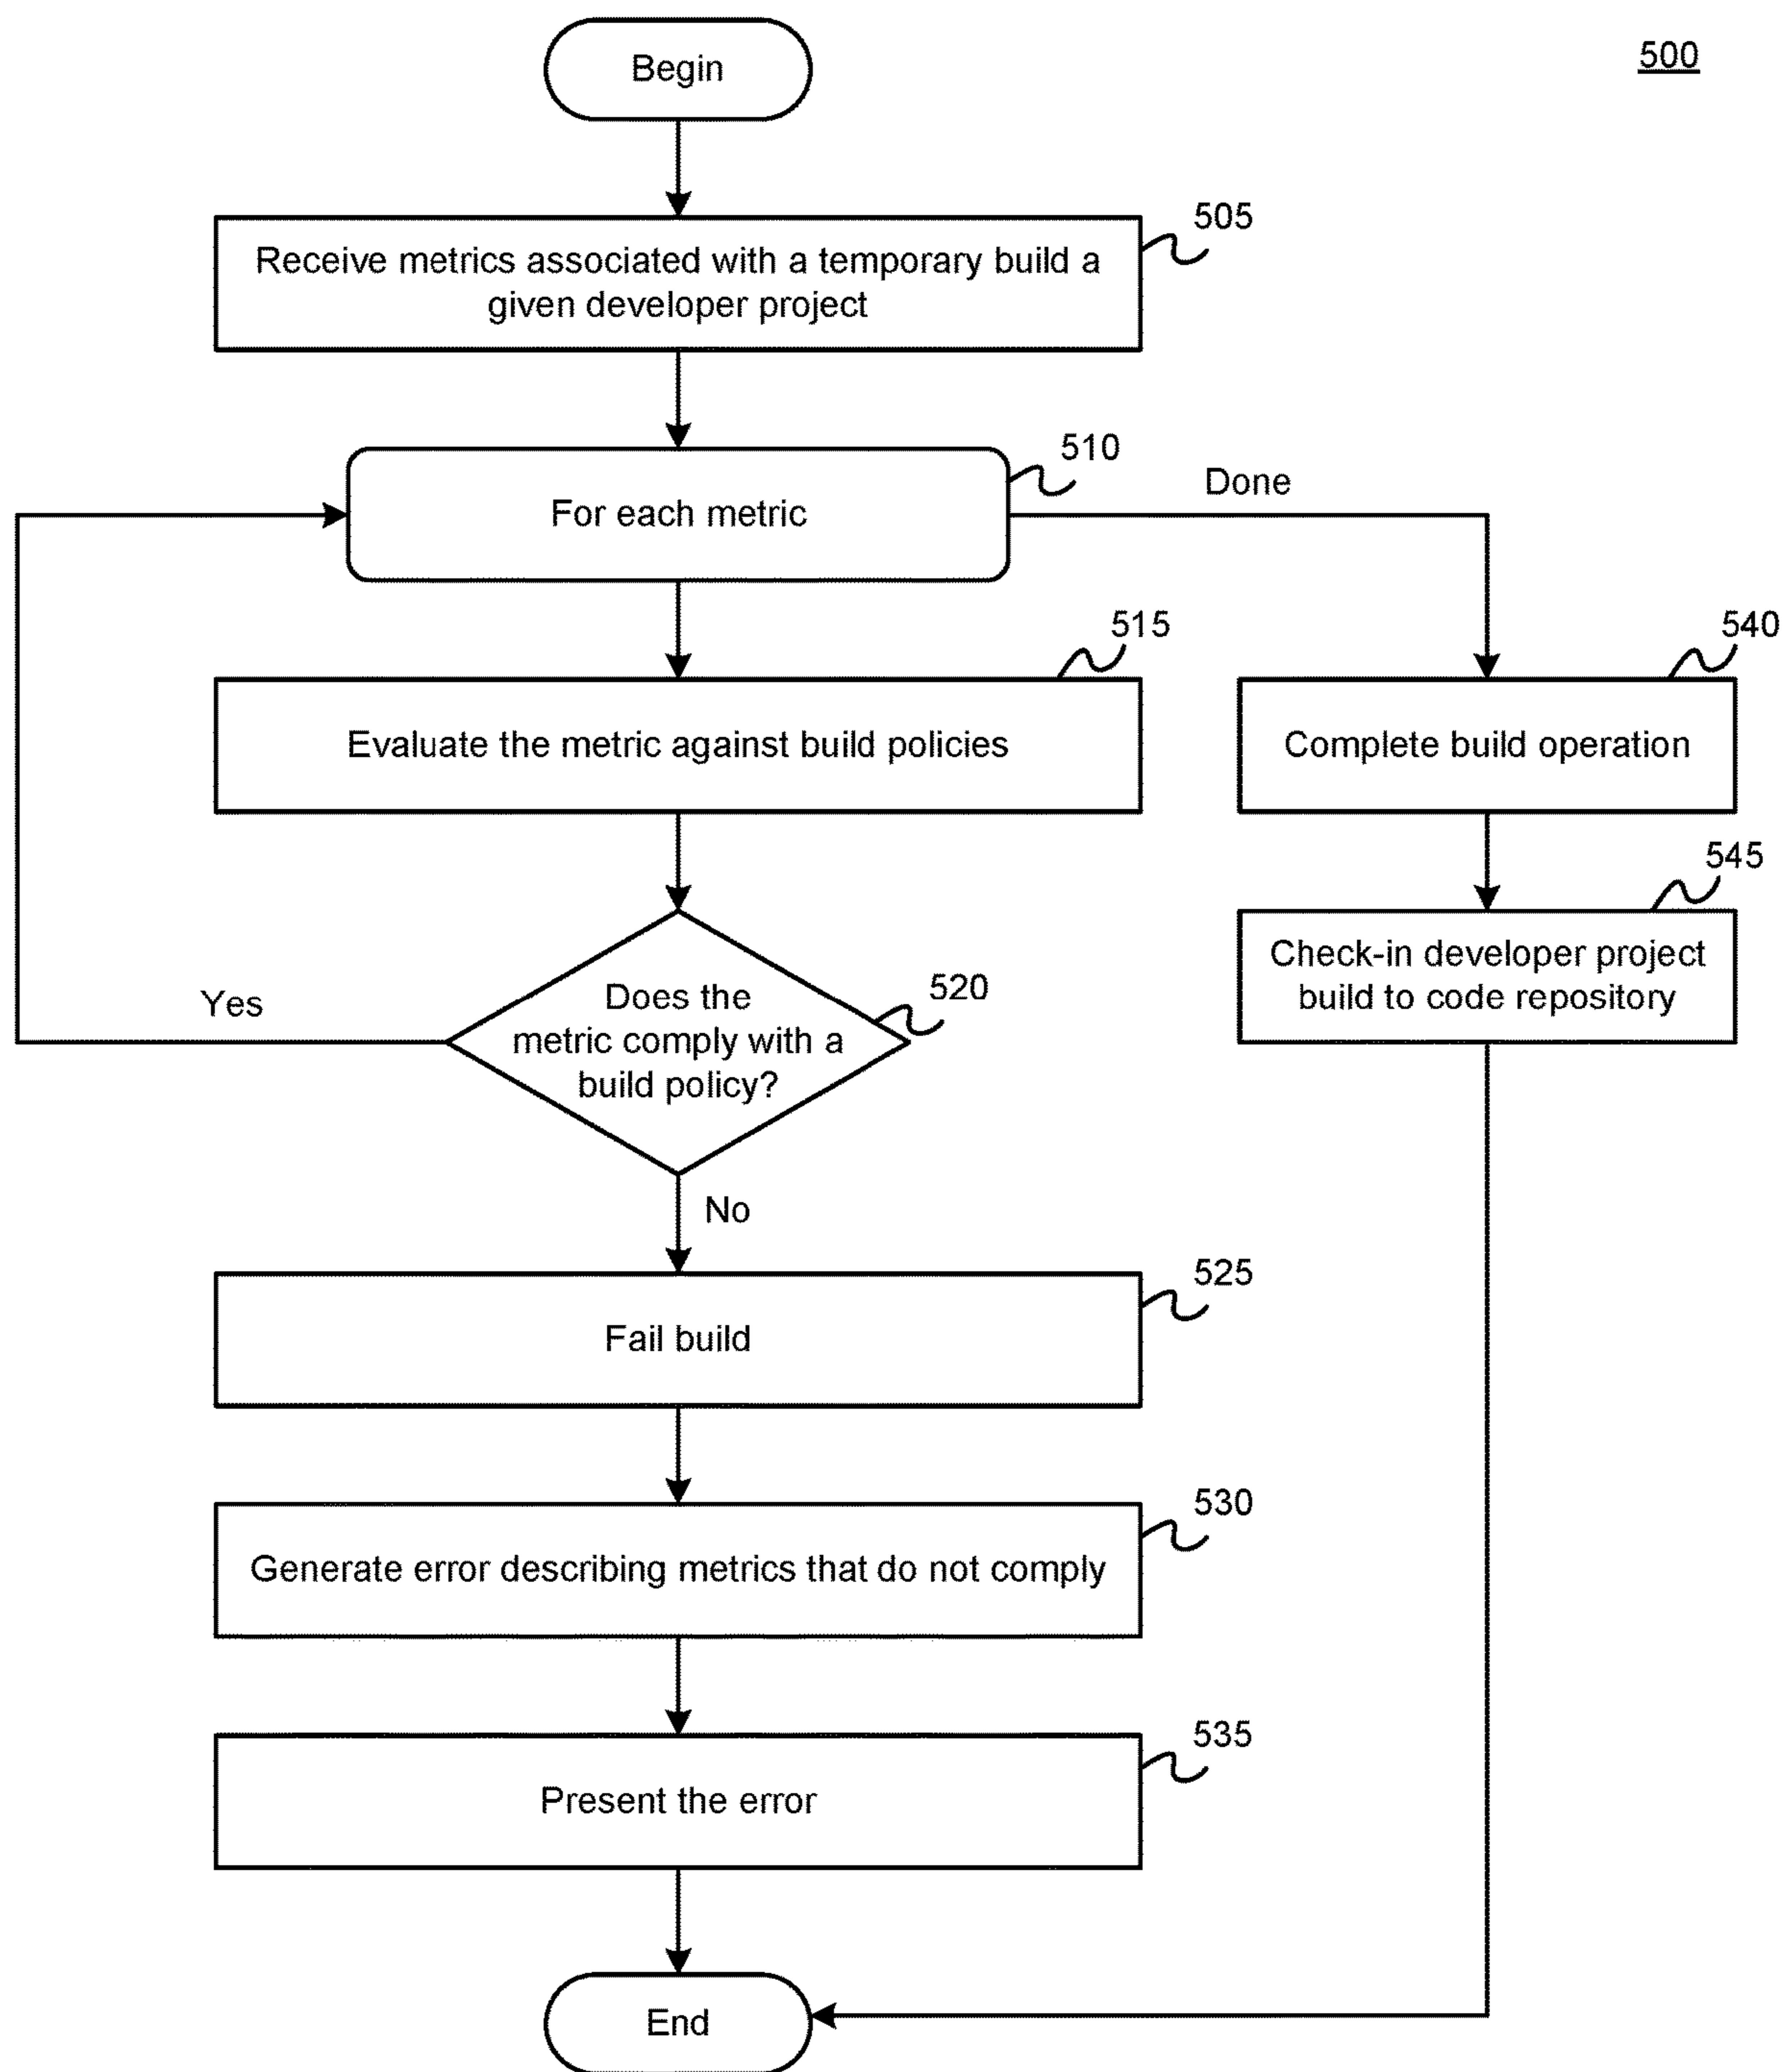 Begin
500
505
Receive metrics associated with a temporary build a
given developer project
510
Done
For each metric
515
540
Evaluate the metric against build policies
Complete build operation
545
Check-in developer project
build to code repository
520
Yes
Does the
metric comply with a
build policy?
No
525
Fail build
530
Generate error describing metrics that do not comply
535
Present the error
End